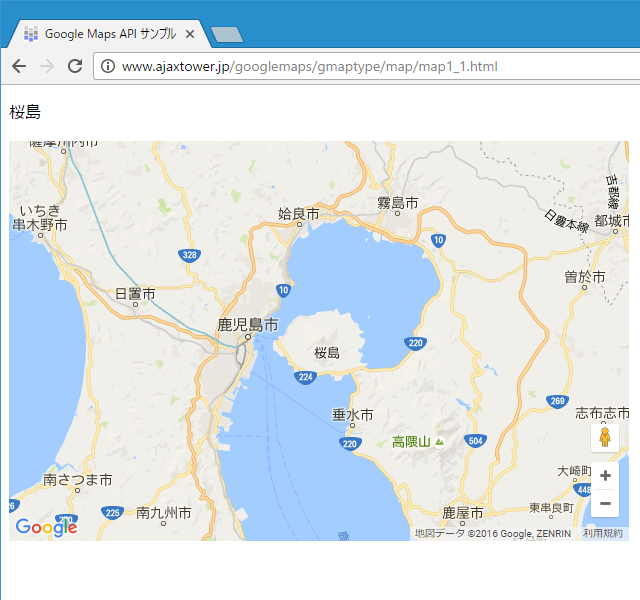 Google Maps API サンプル
www.ajaxtower.jp/googlemaps/gmaptype/map/map1_1.html
桜島
薩摩川内市
いちき
串木野市
姶良市
霧島市
吉都線
日豊本線
都城市
10
328
曽於市
日置市
10
鹿児島市
桜島
220
224
269
垂水市
志布志市
220
高隈山
504
南さつま市
大崎町
448
225
南九州市
鹿屋市
東串良町
Google
地図データ ©2016 Google, ZENRIN
利用規約